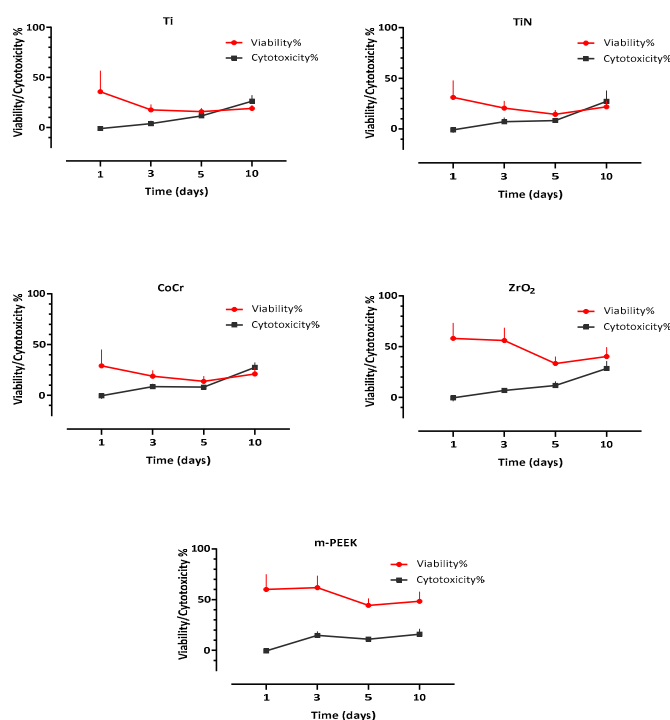 Ti
Viability/Cytotoxicity %
100
50
0
Viability%
Cytotoxicity%
1 3 5 10
Time (days)
TiN
Viability/Cytotoxicity %
100
50
0
Viability%
Cytotoxicity%
1 3 5 10
Time (days)
CoCr
Viability/Cytotoxicity %
100
50
0
Viability%
Cytotoxicity%
1 3 5 10
Time (days)
ZrO₂
Viability/Cytotoxicity %
100
50
0
Viability%
Cytotoxicity%
1 3 5 10
Time (days)
m-PEEK
Viability/Cytotoxicity %
100
50
0
Viability%
Cytotoxicity%
1 3 5 10
Time (days)